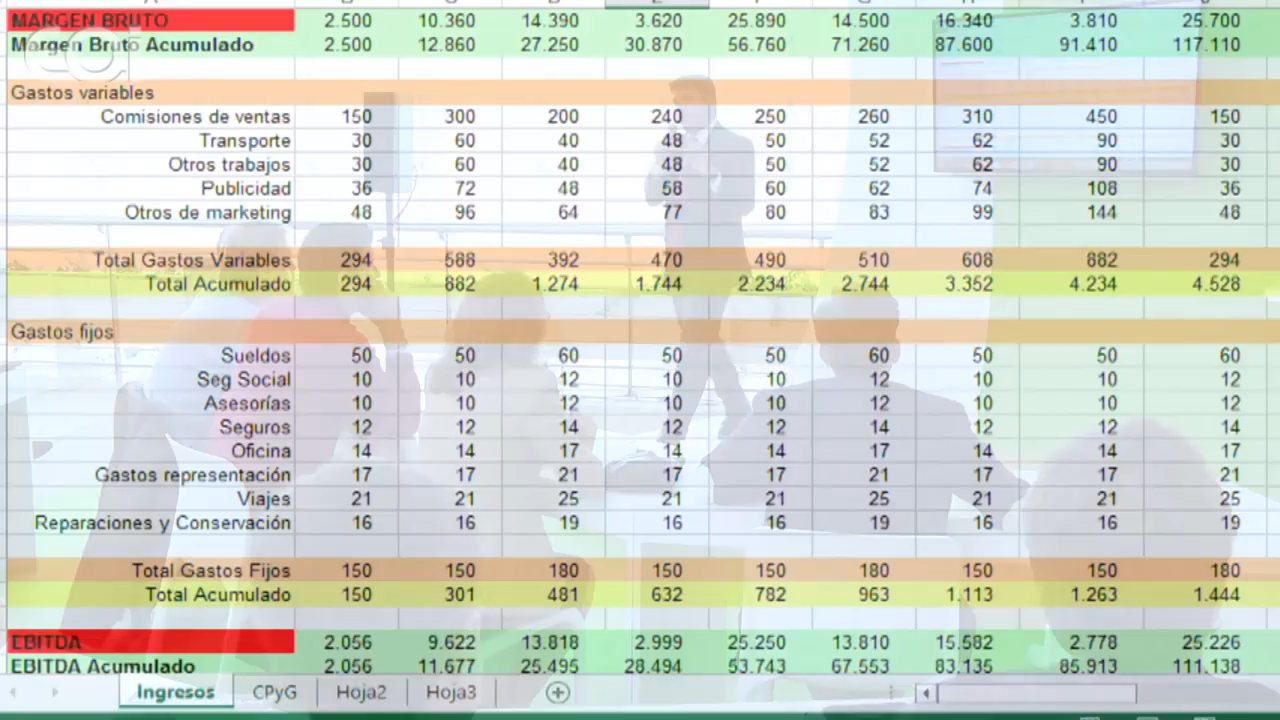 MARGEN BRUTO 2.500 10.360 14.390 3.620 25.890 14.500 16.340 3.810 25.700
Margen Bruto Acumulado 2.500 12.860 27.250 30.870 56.760 71.260 87.600 91.410 117.110
Gastos variables
Comisiones de ventas 150 300 200 240 250 260 310 450 150
Transporte 30 60 40 48 50 52 62 90 30
Otros trabajos 30 60 40 48 50 52 62 90 30
Publicidad 36 72 48 58 60 62 74 108 36
Otros de marketing 48 96 64 77 80 83 99 144 48
Total Gastos Variables 294 588 392 470 490 510 608 882 294
Total Acumulado 294 882 1.274 1.744 2.234 2.744 3.352 4.234 4.528
Gastos fijos
Sueldos 50 50 60 50 50 60 50 50 60
Seg Social 10 10 12 10 10 12 10 10 12
Asesorías 10 10 12 10 10 12 10 10 12
Seguros 12 12 14 12 12 14 12 12 14
Oficina 14 14 17 14 14 17 14 14 17
Gastos representación 17 17 21 17 17 21 17 17 21
Viajes 21 21 25 21 21 25 21 21 25
Reparaciones y Conservación 16 16 19 16 16 19 16 16 19
Total Gastos Fijos 150 150 180 150 150 180 150 150 180
Total Acumulado 150 301 481 632 782 963 1.113 1.263 1.444
EBITDA 2.056 9.622 13.818 2.999 25.250 13.810 15.582 2.778 25.226
EBITDA Acumulado 2.056 11.677 25.495 28.494 53.743 67.553 83.135 85.913 111.138
Ingresos CPyG Hoja2 Hoja3